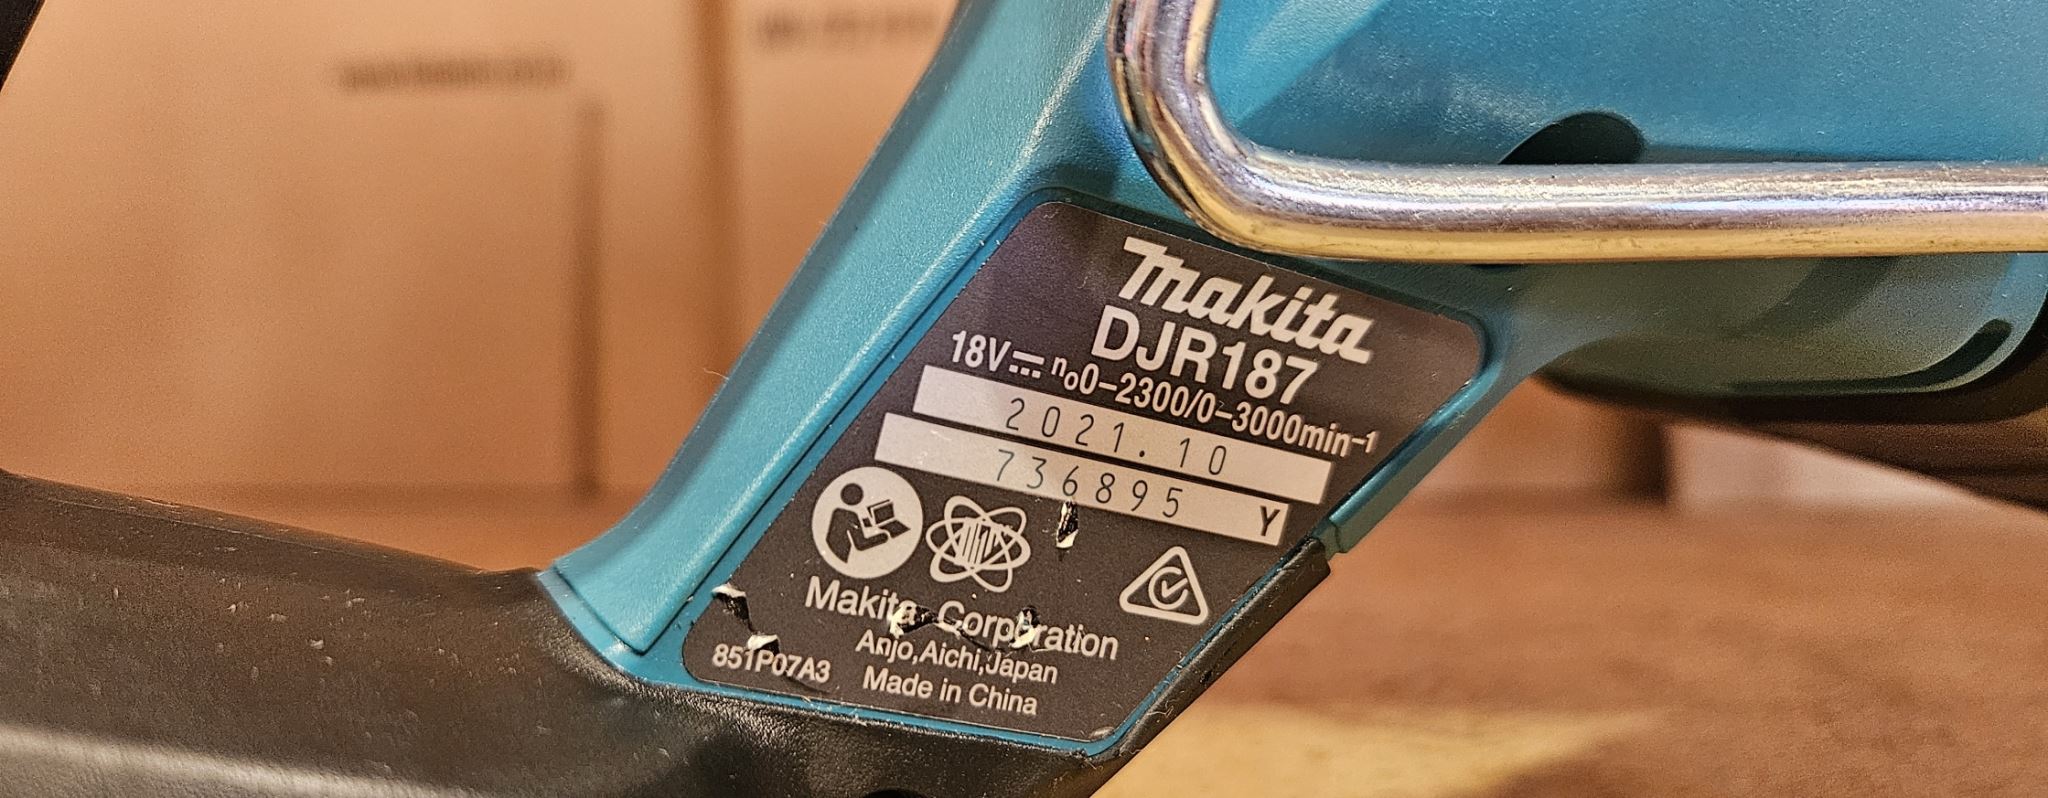 makita
DJR187
18V⎓ n₀0–2300/0–3000min⁻¹
2021.10
736895 Y
Makita Corporation
Anjo,Aichi,Japan
851P07A3 Made in China